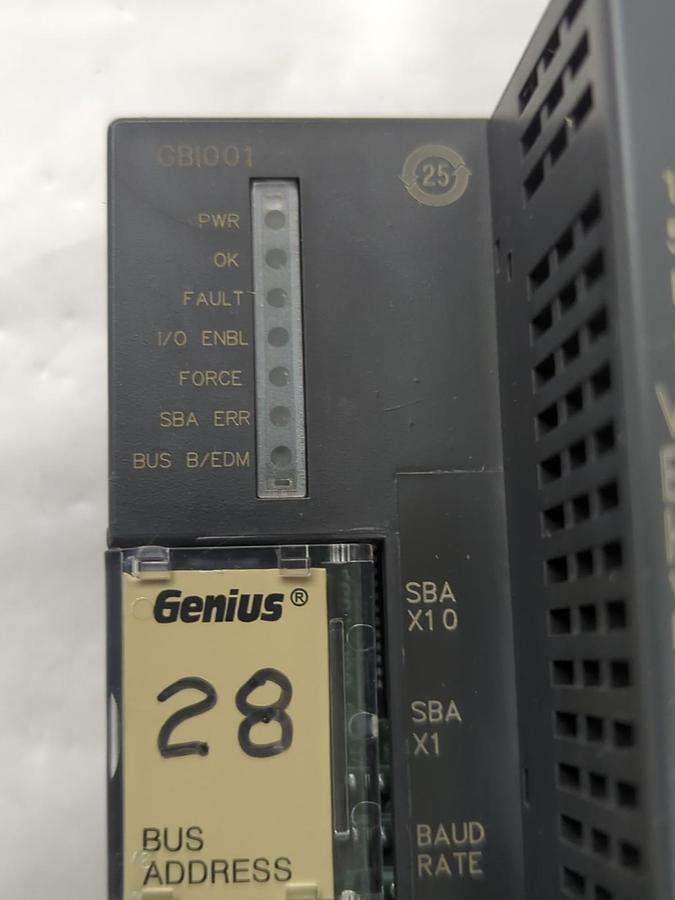 GBI001
25
PWR
OK
FAULT
I/O ENBL
FORCE
SBA ERR
BUS B/EDM
Genius®
28
BUS
ADDRESS
SBA
X10
SBA
X1
BAUD
RATE